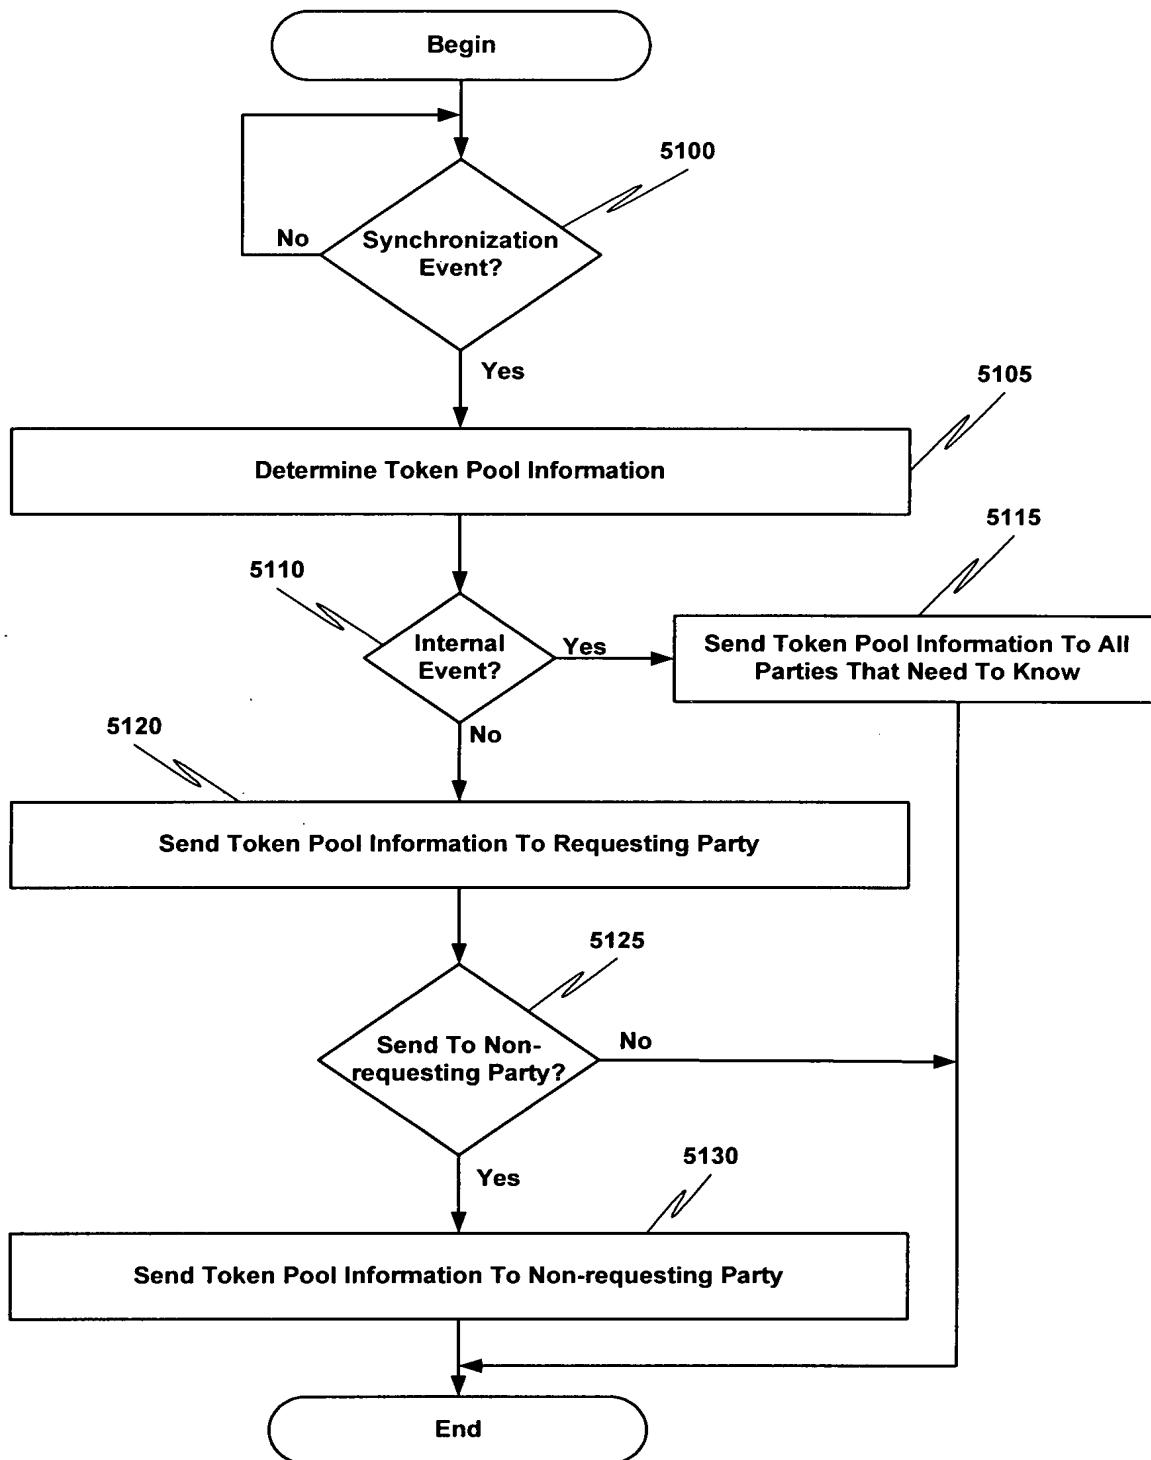 Begin
5100
Synchronization
Event?
No
Yes
5105
Determine Token Pool Information
5115
5110
Internal
Event?
Yes
Send Token Pool Information To All
Parties That Need To Know
No
5120
Send Token Pool Information To Requesting Party
5125
Send To Non-
requesting Party?
No
Yes
5130
Send Token Pool Information To Non-requesting Party
End